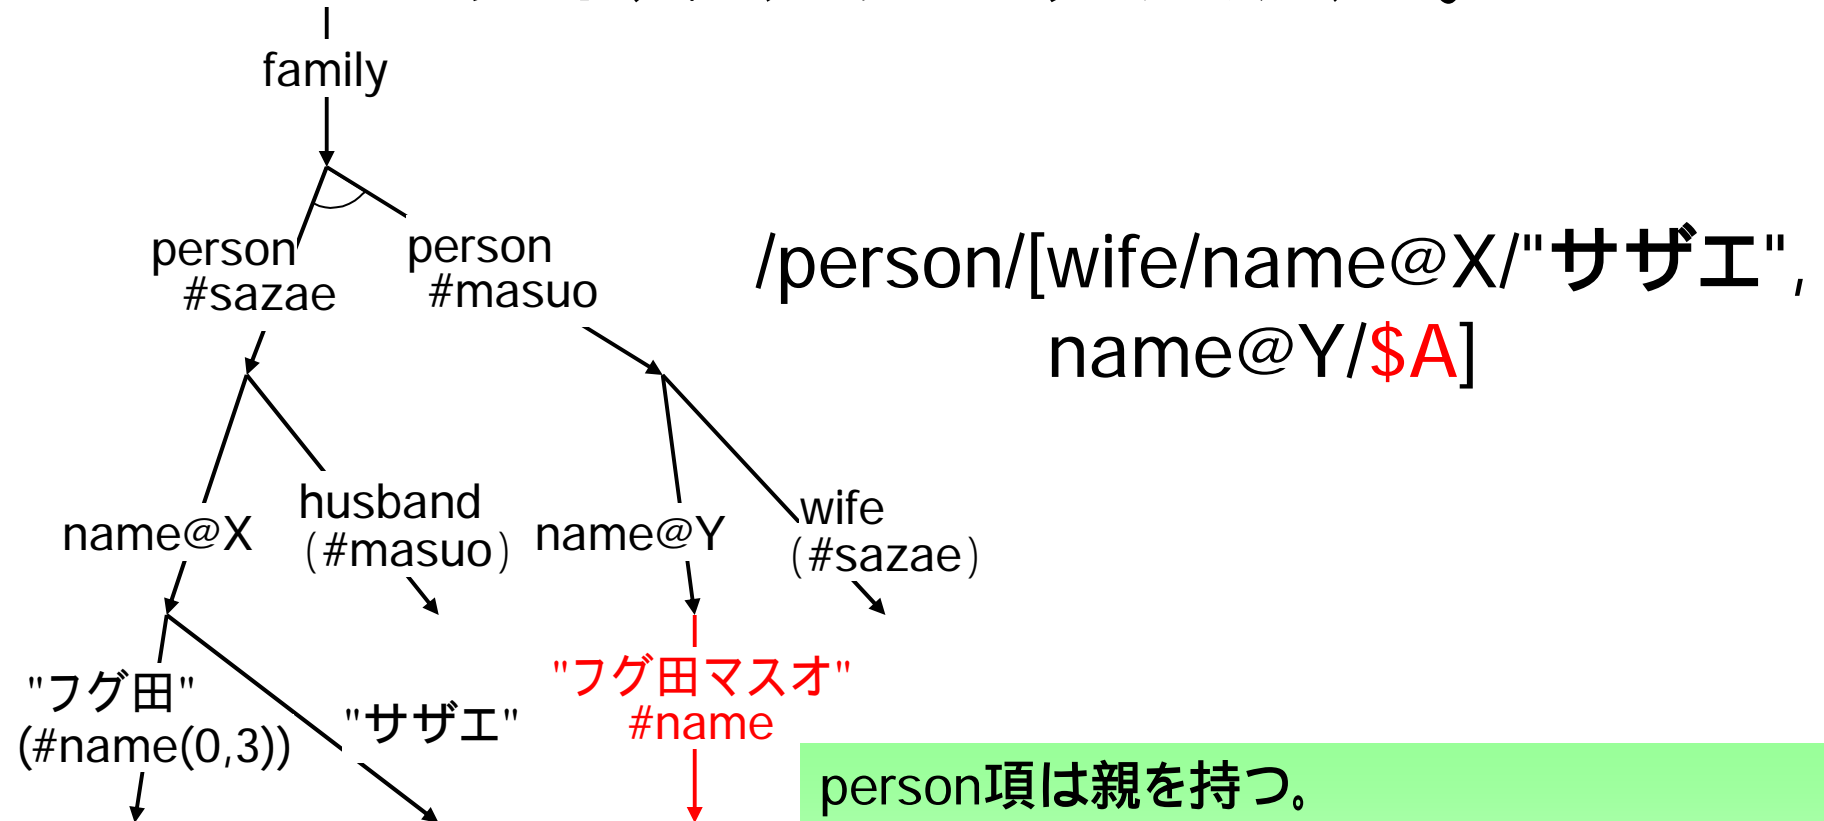 family
person
#sazae
person
#masuo
/person/[wife/name@X/"サザエ",
name@Y/$A]
name@X
husband
(#masuo)
name@Y
wife
(#sazae)
"フグ田"
(#name(0,3))
"サザエ"
"フグ田マスオ"
#name
person項は親を持つ。